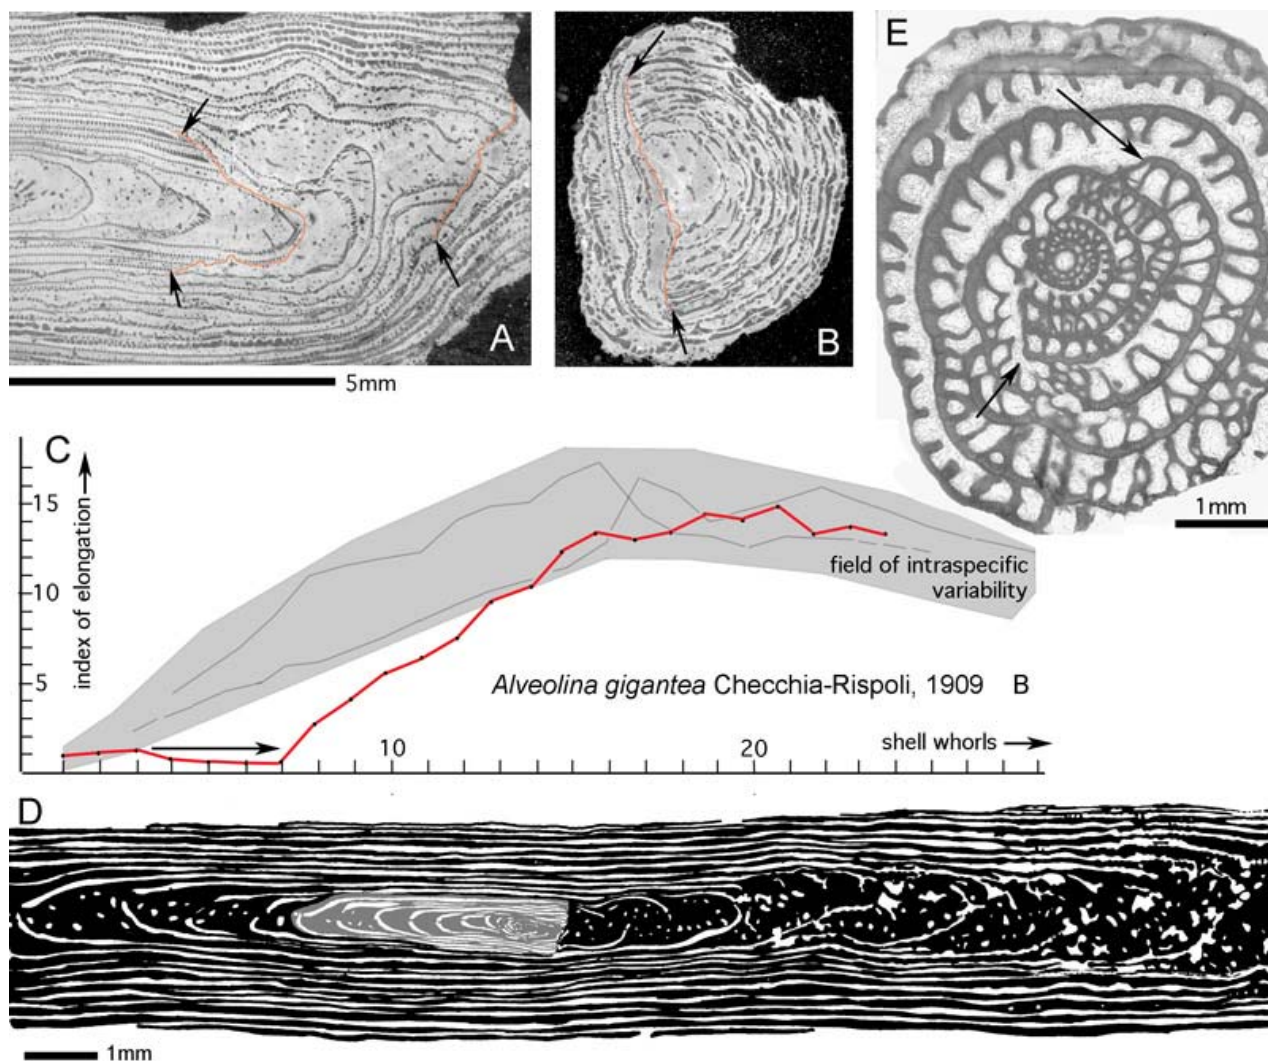 A
5mm
B
E
1mm
C
index of elongation
15
10
5
field of intraspecific
variability
Alveolina gigantea Checchia-Rispoli, 1909 B
10
20
shell whorls
D
1mm